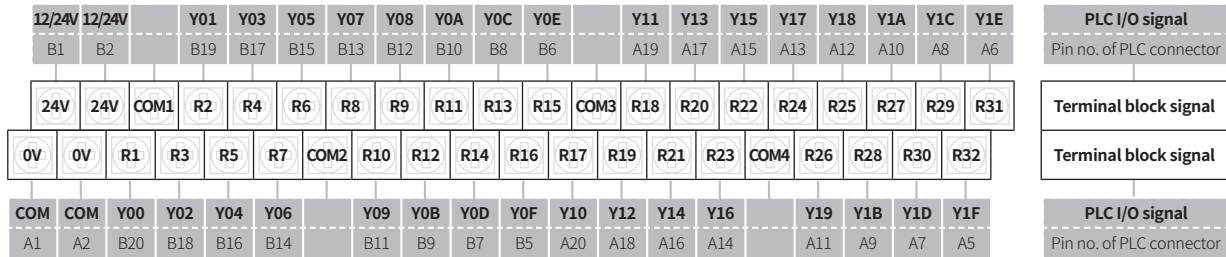 12/24V 12/24V Y01 Y03 Y05 Y07 Y08 Y0A Y0C Y0E Y11 Y13 Y15 Y17 Y18 Y1A Y1C Y1E PLC I/O signal
B1 B2 B19 B17 B15 B13 B12 B10 B8 B6 A19 A17 A15 A13 A12 A10 A8 A6 Pin no. of PLC connector
24V 24V COM1 R2 R4 R6 R8 R9 R11 R13 R15 COM3 R18 R20 R22 R24 R25 R27 R29 R31 Terminal block signal
0V 0V R1 R3 R5 R7 COM2 R10 R12 R14 R16 R17 R19 R21 R23 COM4 R26 R28 R30 R32 Terminal block signal
COM COM Y00 Y02 Y04 Y06 Y09 Y0B Y0D Y0F Y10 Y12 Y14 Y16 Y19 Y1B Y1D Y1F PLC I/O signal
A1 A2 B20 B18 B16 B14 B11 B9 B7 B5 A20 A18 A16 A14 A11 A9 A7 A5 Pin no. of PLC connector